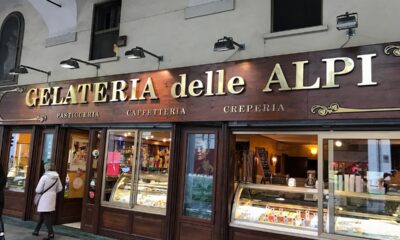 GELATERIA delle ALPI
PASTICCERIA CAFFETTERIA CREPERIA